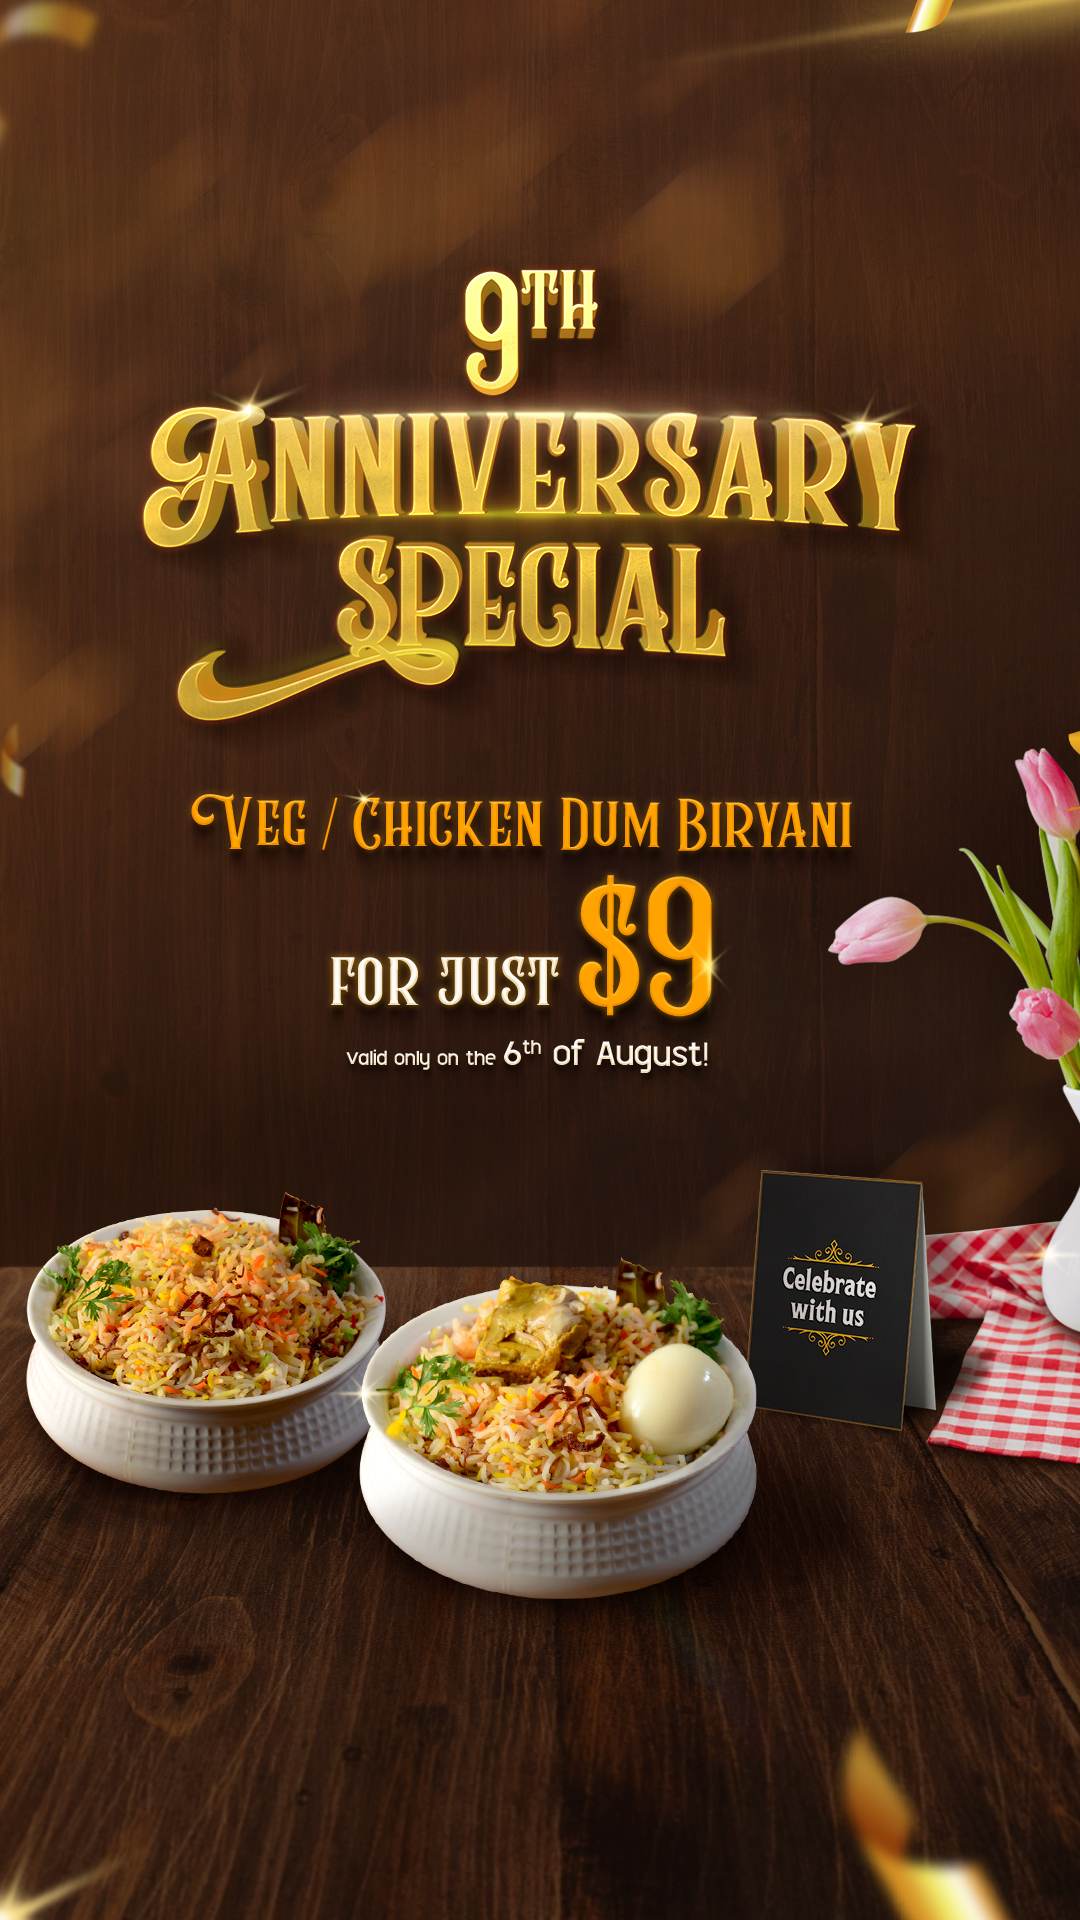 9TH
ANNIVERSARY
SPECIAL
VEG / CHICKEN DUM BIRYANI
FOR JUST $9
Valid only on the 6th of August!
Celebrate
with us